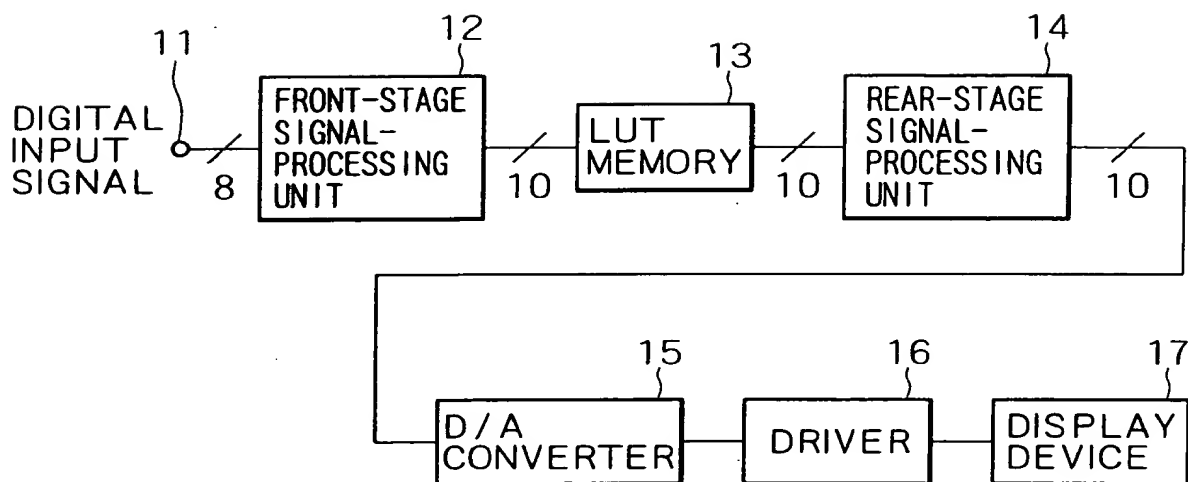 11
12
13
14
DIGITAL
INPUT
SIGNAL
8
FRONT-STAGE
SIGNAL-
PROCESSING
UNIT
10
LUT
MEMORY
10
REAR-STAGE
SIGNAL-
PROCESSING
UNIT
10
15
16
17
D/A
CONVERTER
DRIVER
DISPLAY
DEVICE